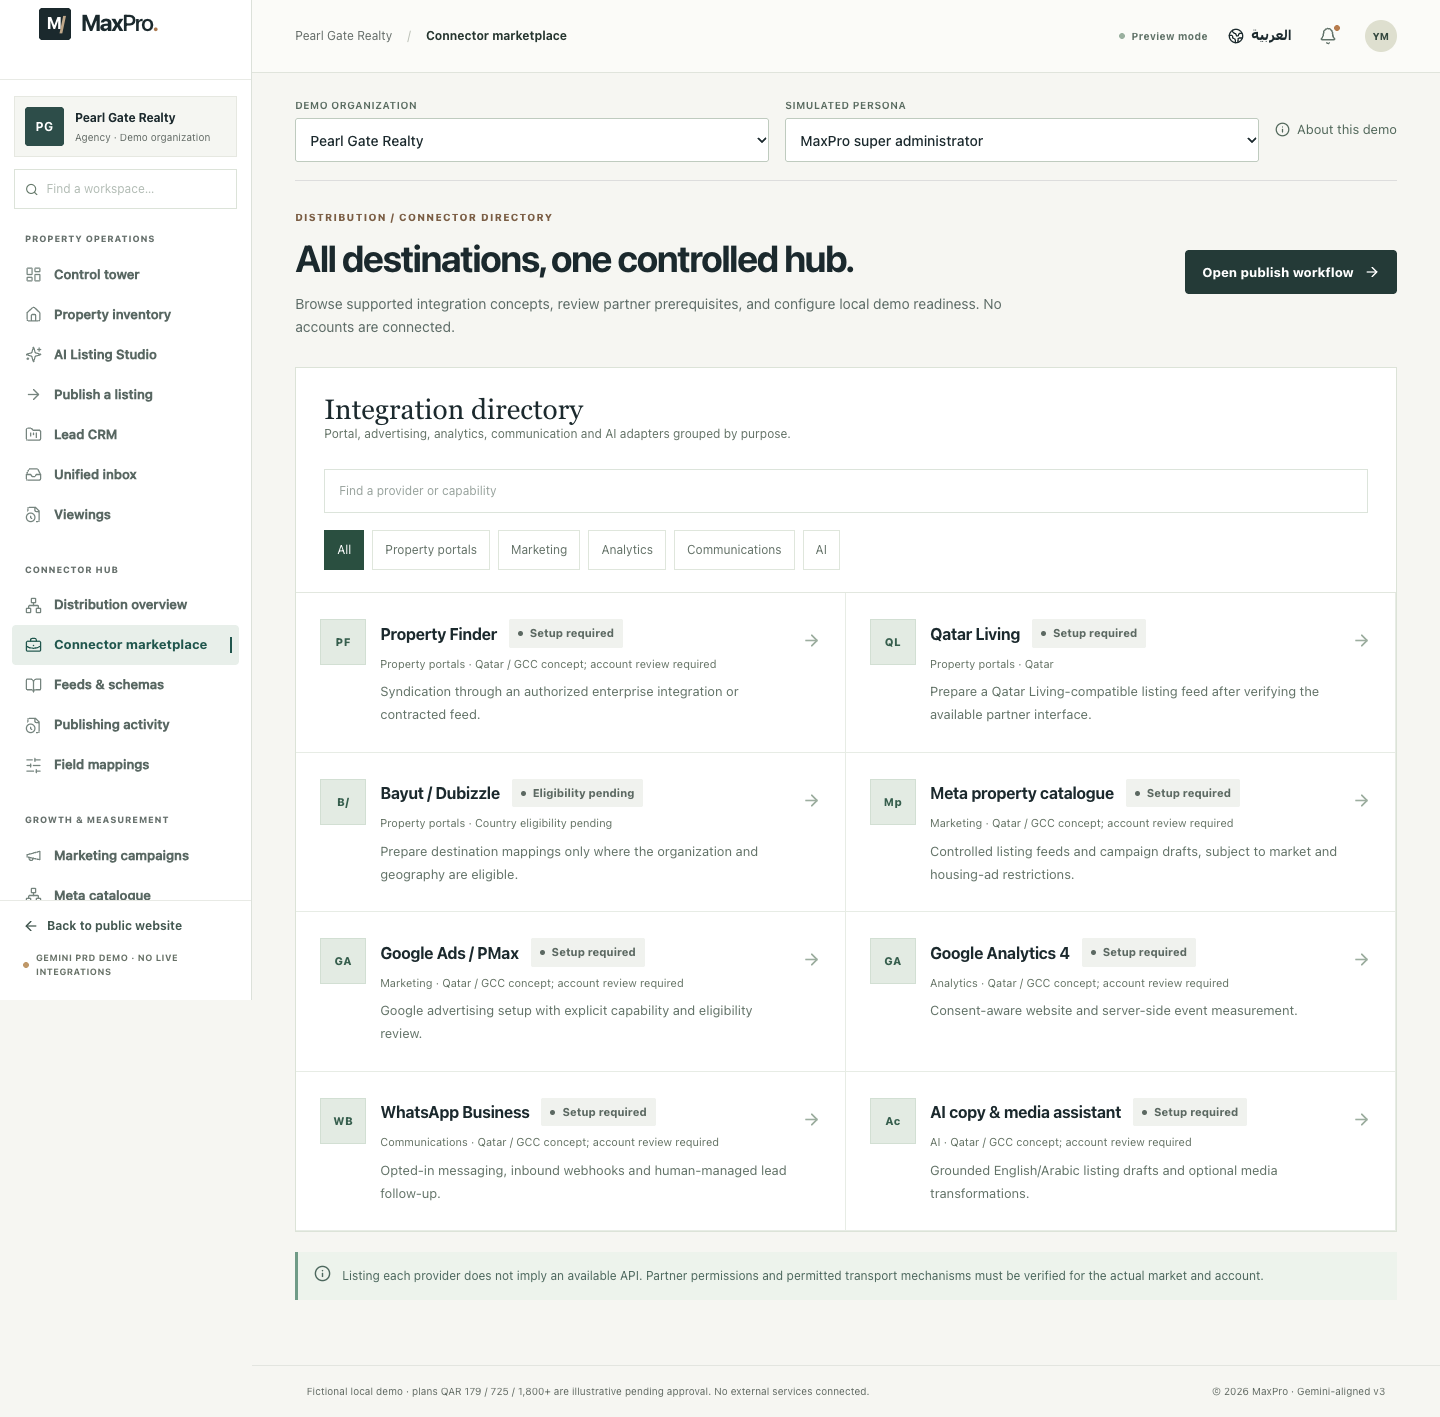 M/ MaxPro.
Pearl Gate Realty / Connector marketplace
Preview mode
العربية
YM
PG
Pearl Gate Realty
Agency · Demo organization
Find a workspace...
PROPERTY OPERATIONS
Control tower
Property inventory
AI Listing Studio
Publish a listing
Lead CRM
Unified inbox
Viewings
CONNECTOR HUB
Distribution overview
Connector marketplace
Feeds & schemas
Publishing activity
Field mappings
GROWTH & MEASUREMENT
Marketing campaigns
Meta catalogue
Back to public website
GEMINI PRD DEMO · NO LIVE
INTEGRATIONS
DEMO ORGANIZATION
Pearl Gate Realty
SIMULATED PERSONA
MaxPro super administrator
About this demo
DISTRIBUTION / CONNECTOR DIRECTORY
All destinations, one controlled hub.
Browse supported integration concepts, review partner prerequisites, and configure local demo readiness. No
accounts are connected.
Open publish workflow
Integration directory
Portal, advertising, analytics, communication and AI adapters grouped by purpose.
Find a provider or capability
All
Property portals
Marketing
Analytics
Communications
AI
PF
Property Finder
Setup required
Property portals · Qatar / GCC concept; account review required
Syndication through an authorized enterprise integration or
contracted feed.
QL
Qatar Living
Setup required
Property portals · Qatar
Prepare a Qatar Living-compatible listing feed after verifying the
available partner interface.
B/
Bayut / Dubizzle
Eligibility pending
Property portals · Country eligibility pending
Prepare destination mappings only where the organization and
geography are eligible.
Mp
Meta property catalogue
Setup required
Marketing · Qatar / GCC concept; account review required
Controlled listing feeds and campaign drafts, subject to market and
housing-ad restrictions.
GA
Google Ads / PMax
Setup required
Marketing · Qatar / GCC concept; account review required
Google advertising setup with explicit capability and eligibility
review.
GA
Google Analytics 4
Setup required
Analytics · Qatar / GCC concept; account review required
Consent-aware website and server-side event measurement.
WB
WhatsApp Business
Setup required
Communications · Qatar / GCC concept; account review required
Opted-in messaging, inbound webhooks and human-managed lead
follow-up.
Ac
AI copy & media assistant
Setup required
AI · Qatar / GCC concept; account review required
Grounded English/Arabic listing drafts and optional media
transformations.
Listing each provider does not imply an available API. Partner permissions and permitted transport mechanisms must be verified for the actual market and account.
Fictional local demo · plans QAR 179 / 725 / 1,800+ are illustrative pending approval. No external services connected.
© 2026 MaxPro · Gemini-aligned v3